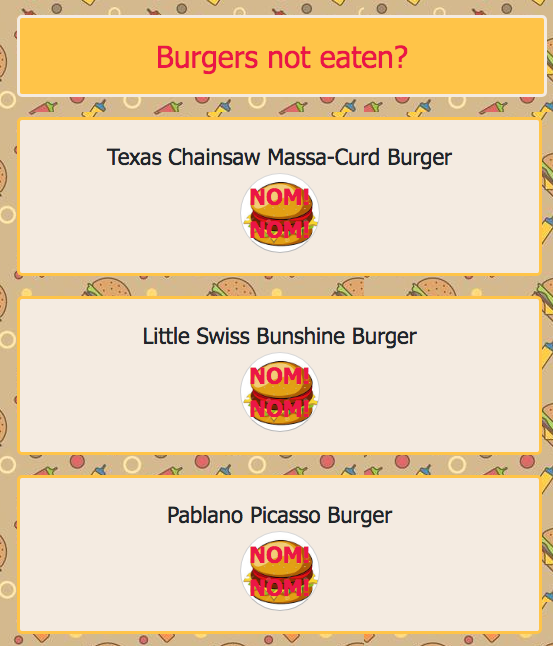 Burgers not eaten?
Texas Chainsaw Massa-Curd Burger
NOM!
NOM!
Little Swiss Bunshine Burger
NOM!
NOM!
Pablano Picasso Burger
NOM!
NOM!